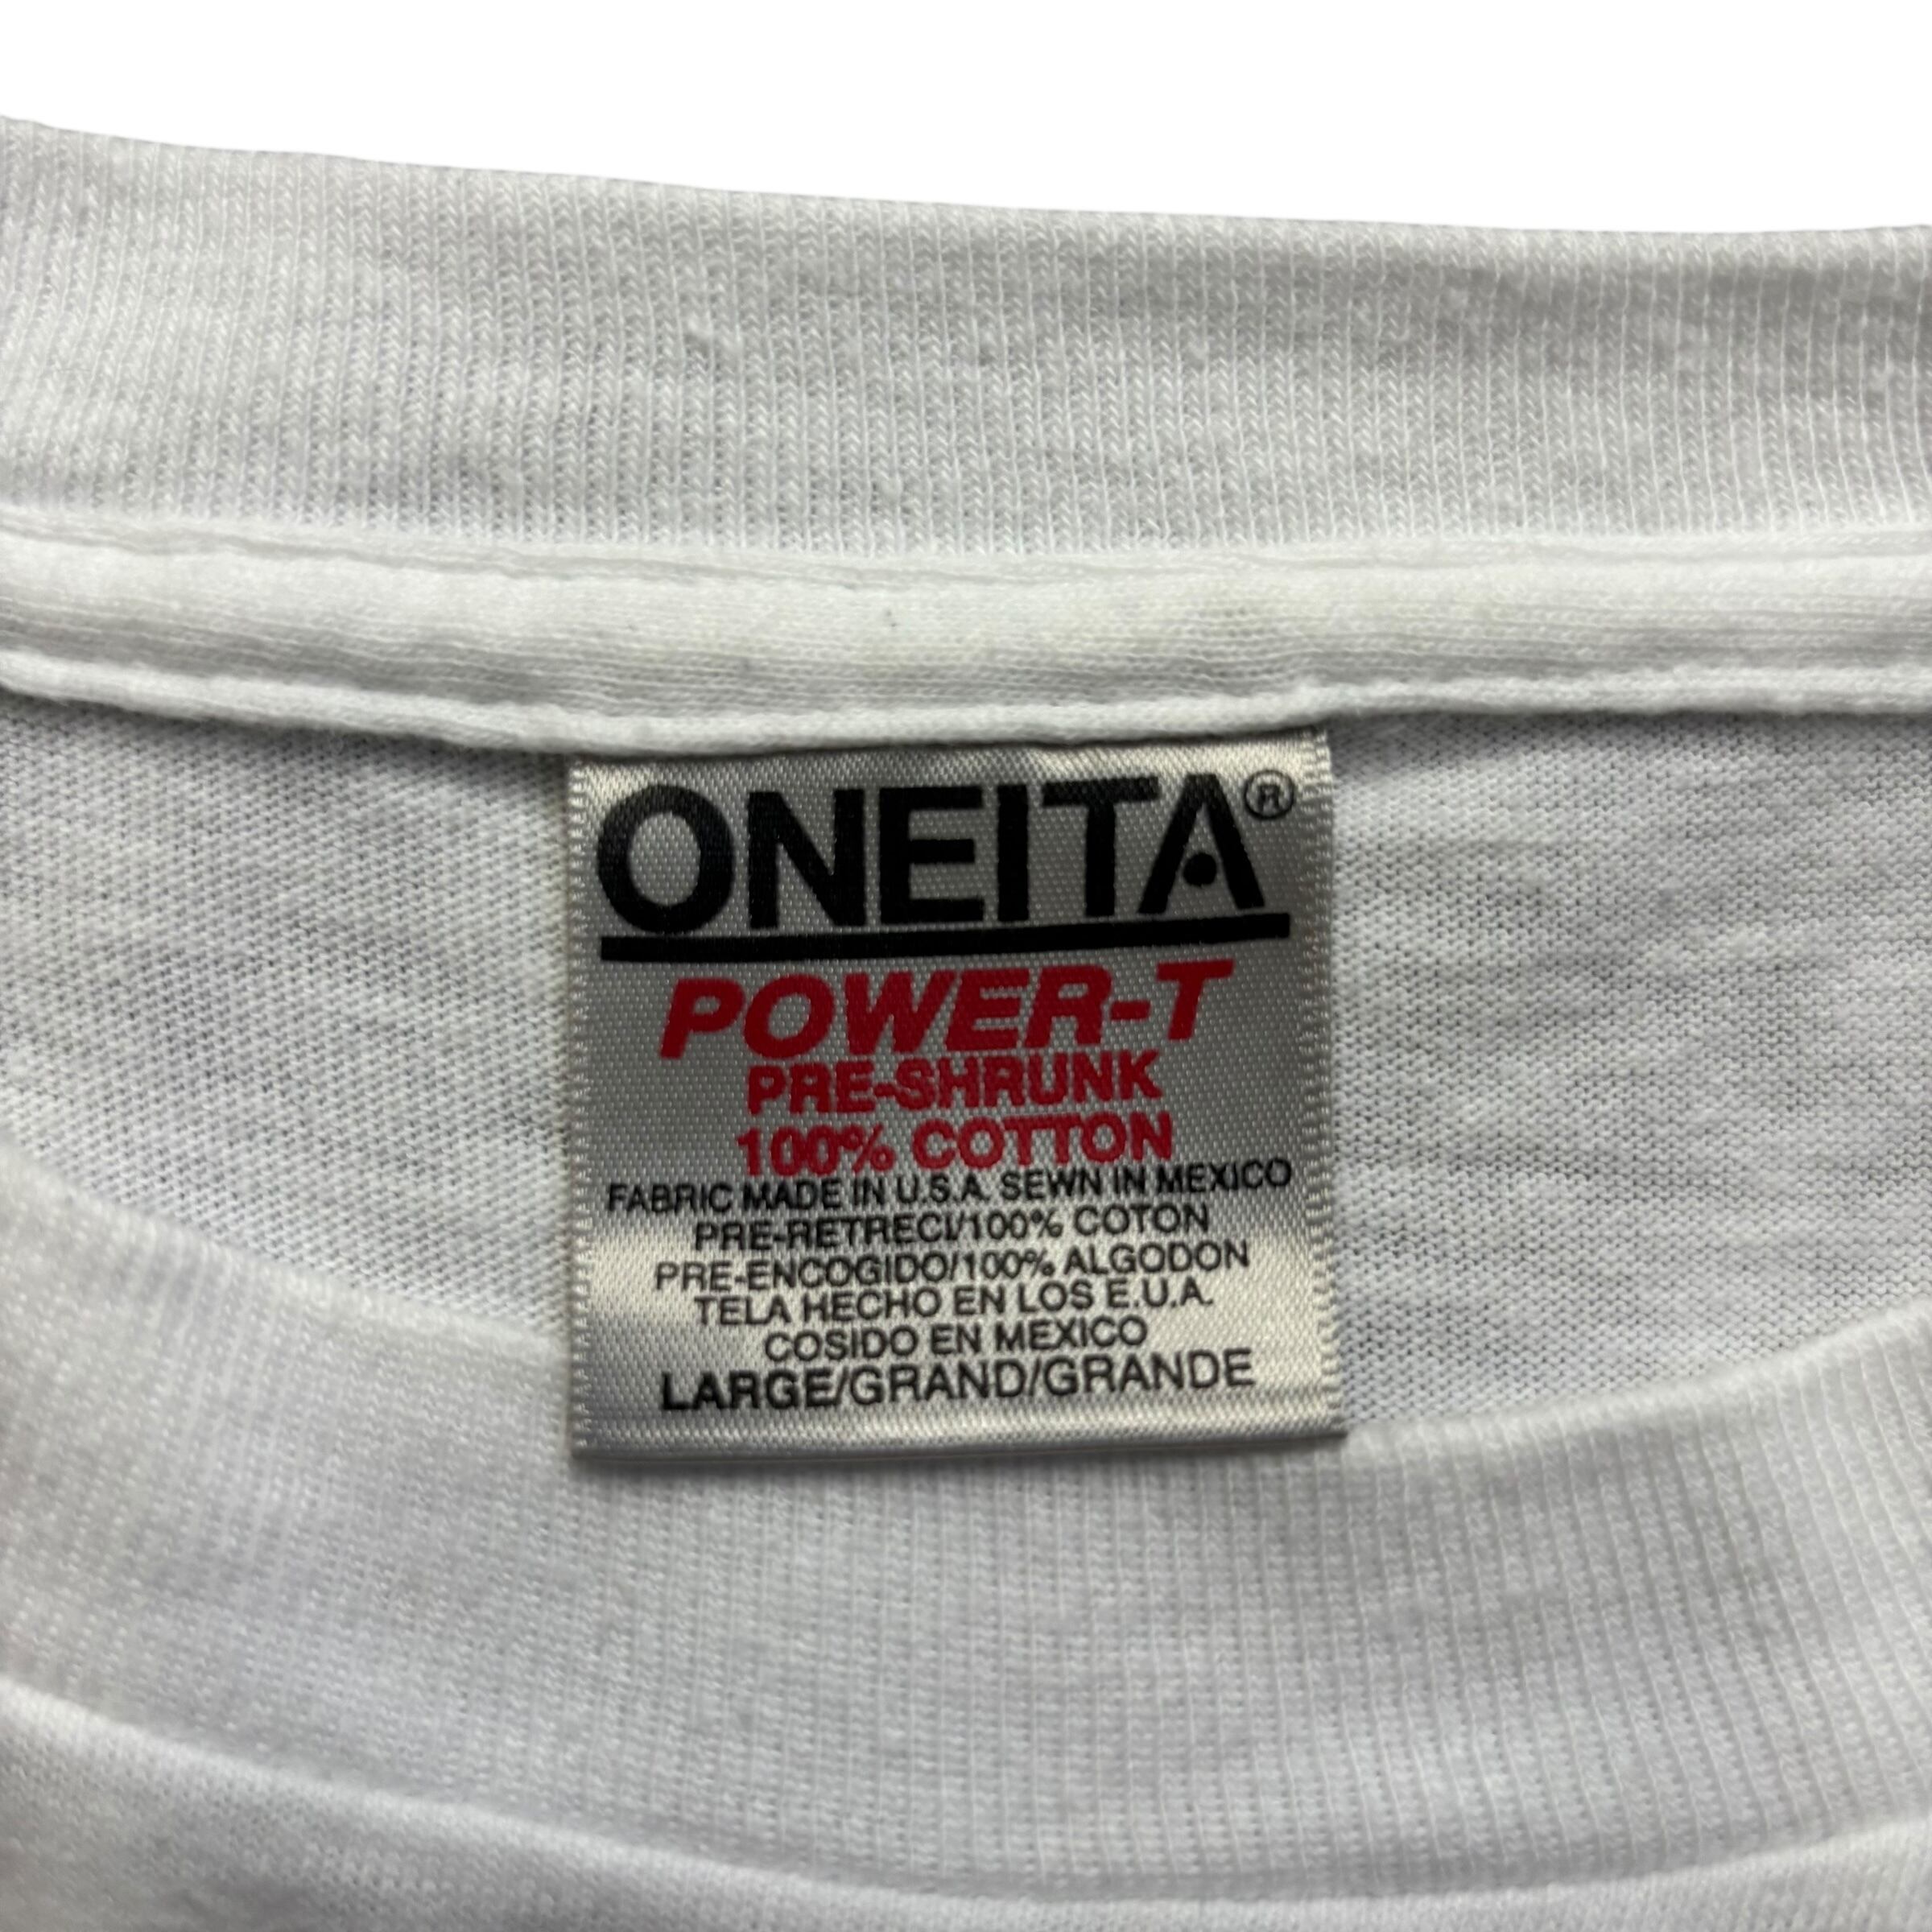 ONEITA®
POWER-T
PRE-SHRUNK
100% COTTON
FABRIC MADE IN U.S.A. SEWN IN MEXICO
PRE-RETRECI/100% COTON
PRE-ENCOGIDO/100% ALGODON
TELA HECHO EN LOS E.U.A.
COSIDO EN MEXICO
LARGE/GRAND/GRANDE